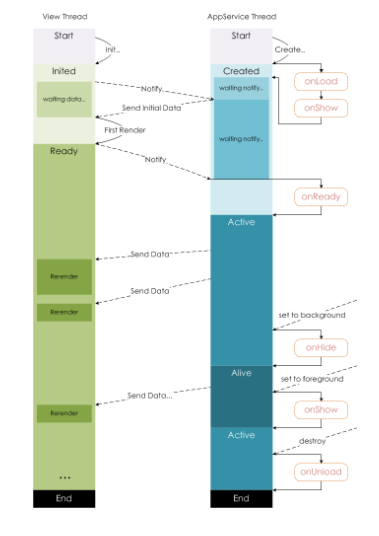 View Thread
AppService Thread
Start
Start
Init..
Create..
Inited
Created
onLoad
waiting data..
Notify
waiting notify..
Send Initial Data
onShow
First Render
waiting notify..
Ready
Notify
onReady
Active
Send Data
Rerender
Send Data
Rerender
set to background
onHide
Alive
set to foreground
Send Data...
onShow
Rerender
Active
destroy
onUnload
...
End
End